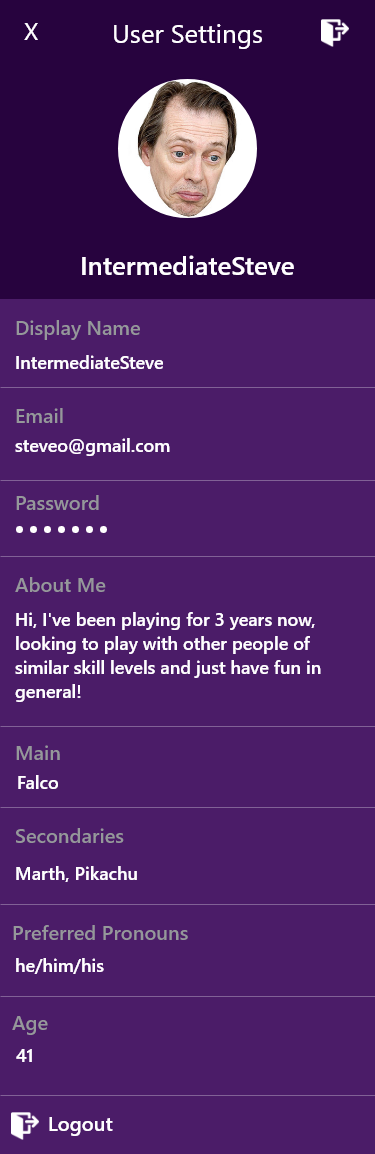 X User Settings
IntermediateSteve
Display Name
IntermediateSteve
Email
steveo@gmail.com
Password
About Me
Hi, I've been playing for 3 years now,
looking to play with other people of
similar skill levels and just have fun in
general!
Main
Falco
Secondaries
Marth, Pikachu
Preferred Pronouns
he/him/his
Age
41
Logout